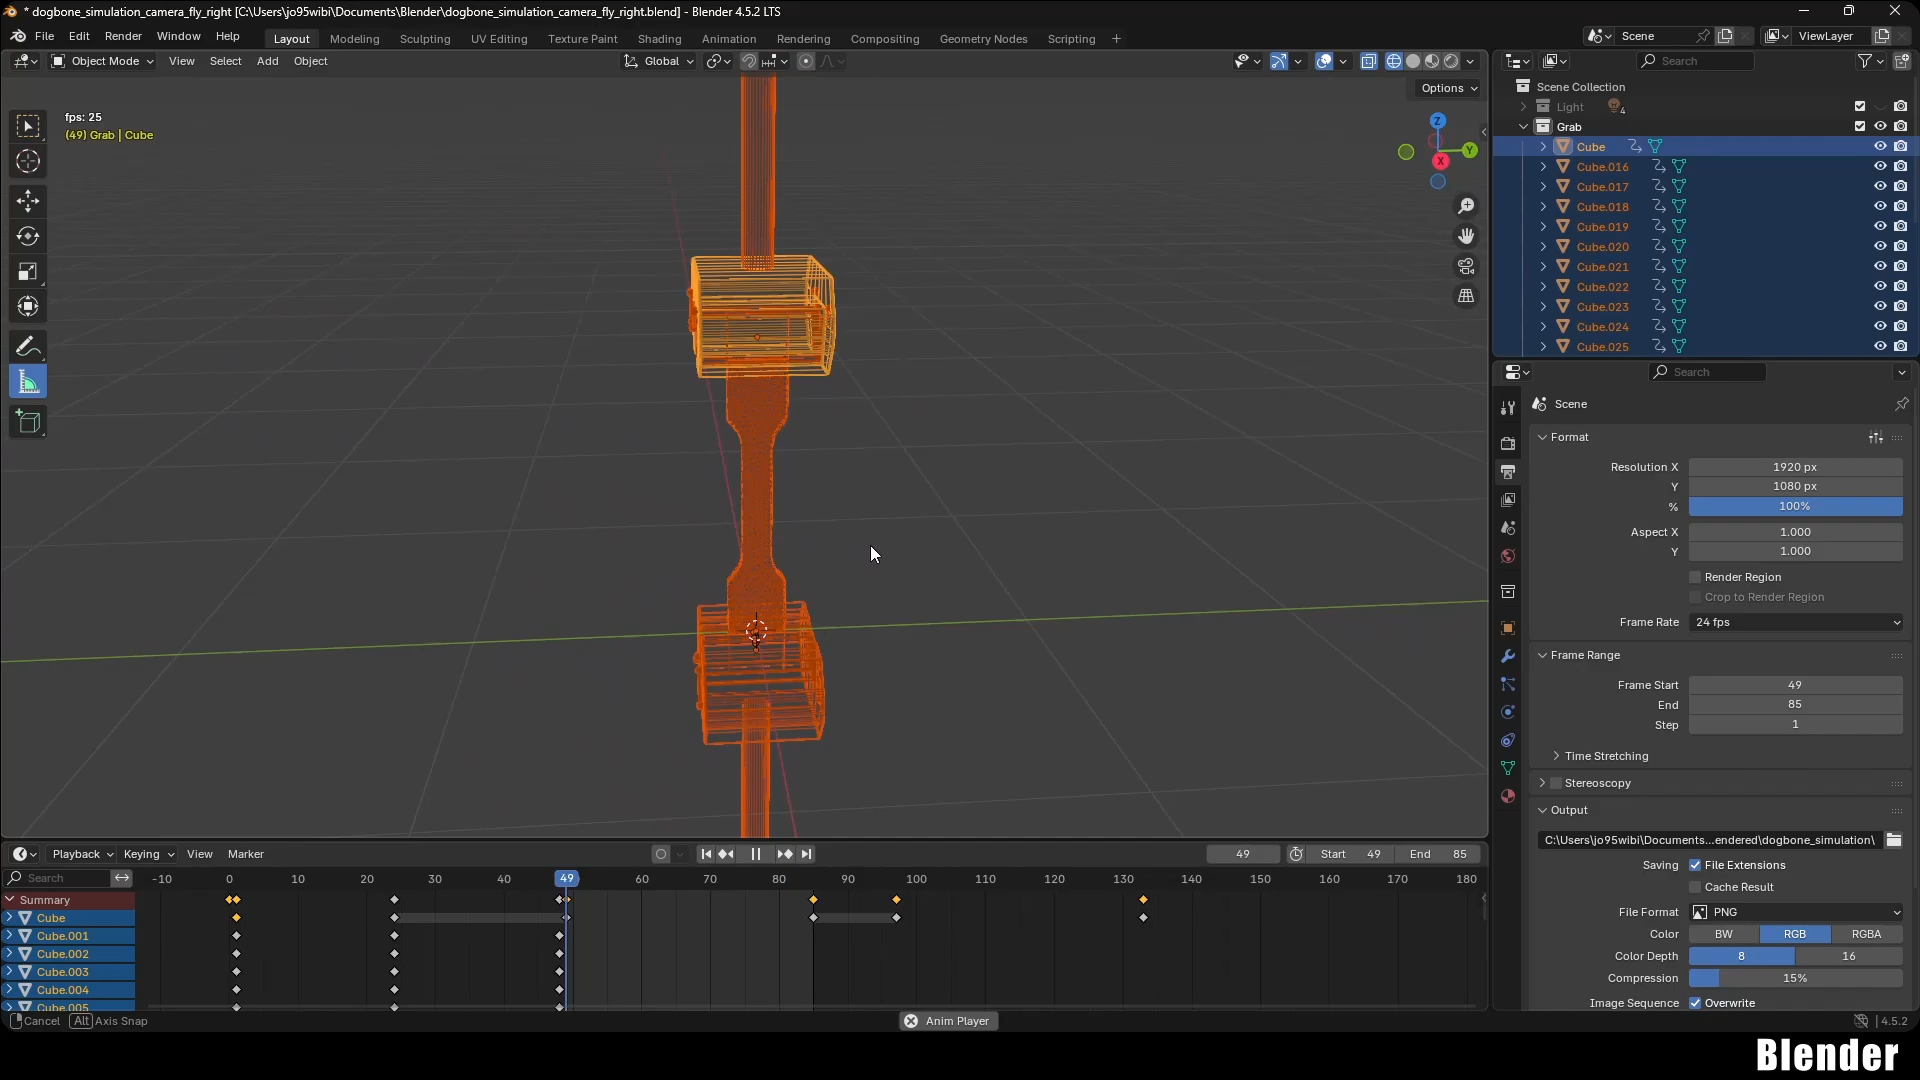 * dogbone_simulation_camera_fly_right [C:\Users\jo95wibi\Documents\Blender\dogbone_simulation_camera_fly_right.blend] - Blender 4.5.2 LTS
File Edit Render Window Help Layout Modeling Sculpting UV Editing Texture Paint Shading Animation Rendering Compositing Geometry Nodes Scripting + Scene ViewLayer
Object Mode View Select Add Object Global Search
Options
fps: 25
(49) Grab | Cube
Z
Y
X
Scene Collection
Light 4
Grab
Cube
Cube.016
Cube.017
Cube.018
Cube.019
Cube.020
Cube.021
Cube.022
Cube.023
Cube.024
Cube.025
Search
Scene
Format
Resolution X 1920 px
Y 1080 px
% 100%
Aspect X 1.000
Y 1.000
Render Region
Crop to Render Region
Frame Rate 24 fps
Frame Range
Frame Start 49
End 85
Step 1
Time Stretching
Stereoscopy
Output
C:\Users\jo95wibi\Documents...endered\dogbone_simulation\
Saving File Extensions
Cache Result
File Format PNG
Color BW RGB RGBA
Color Depth 8 16
Compression 15%
Image Sequence Overwrite
Playback Keying View Marker 49 Start 49 End 85
Search -10 0 10 20 30 40 49 60 70 80 90 100 110 120 130 140 150 160 170 180
Summary
Cube
Cube.001
Cube.002
Cube.003
Cube.004
Cube.005
Cancel Alt Axis Snap Anim Player 4.5.2
Blender